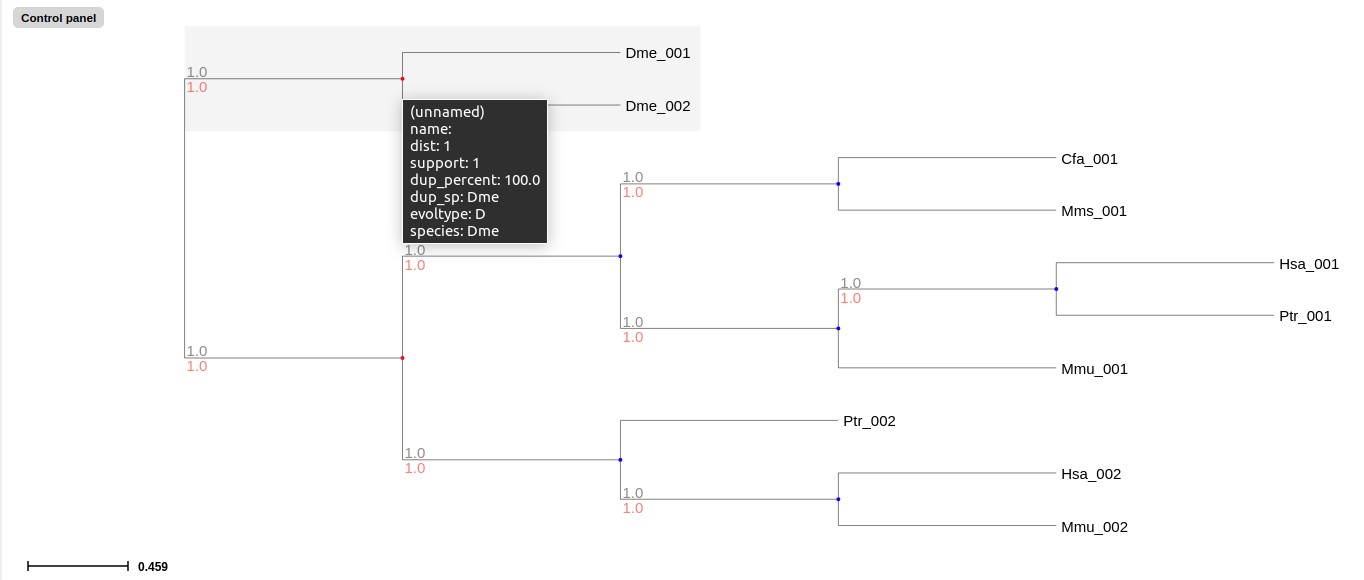 Control panel
Dme_001
1.0
1.0
Dme_002
(unnamed)
name:
dist: 1
support: 1
dup_percent: 100.0
dup_sp: Dme
evoltype: D
species: Dme
Cfa_001
1.0
1.0
Mms_001
1.0
1.0
Hsa_001
1.0
1.0
Ptr_001
1.0
1.0
1.0
1.0
Mmu_001
Ptr_002
1.0
1.0
Hsa_002
1.0
1.0
Mmu_002
0.459